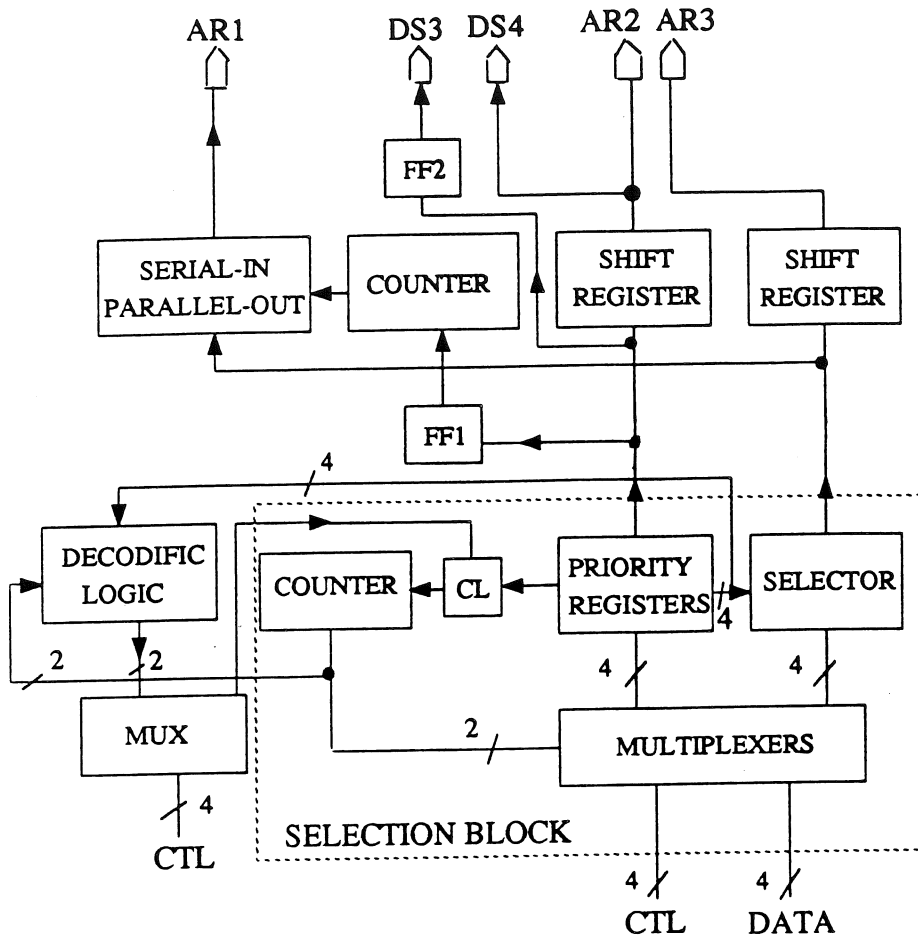 AR1 DS3 DS4 AR2 AR3
FF2
SERIAL-IN
PARALLEL-OUT
COUNTER
SHIFT
REGISTER
SHIFT
REGISTER
FF1
4
DECODIFIC
LOGIC
COUNTER
CL
PRIORITY
REGISTERS
4
SELECTOR
2
2
4
4
MUX
2
MULTIPLEXERS
4
CTL
SELECTION BLOCK
4
4
CTL
DATA